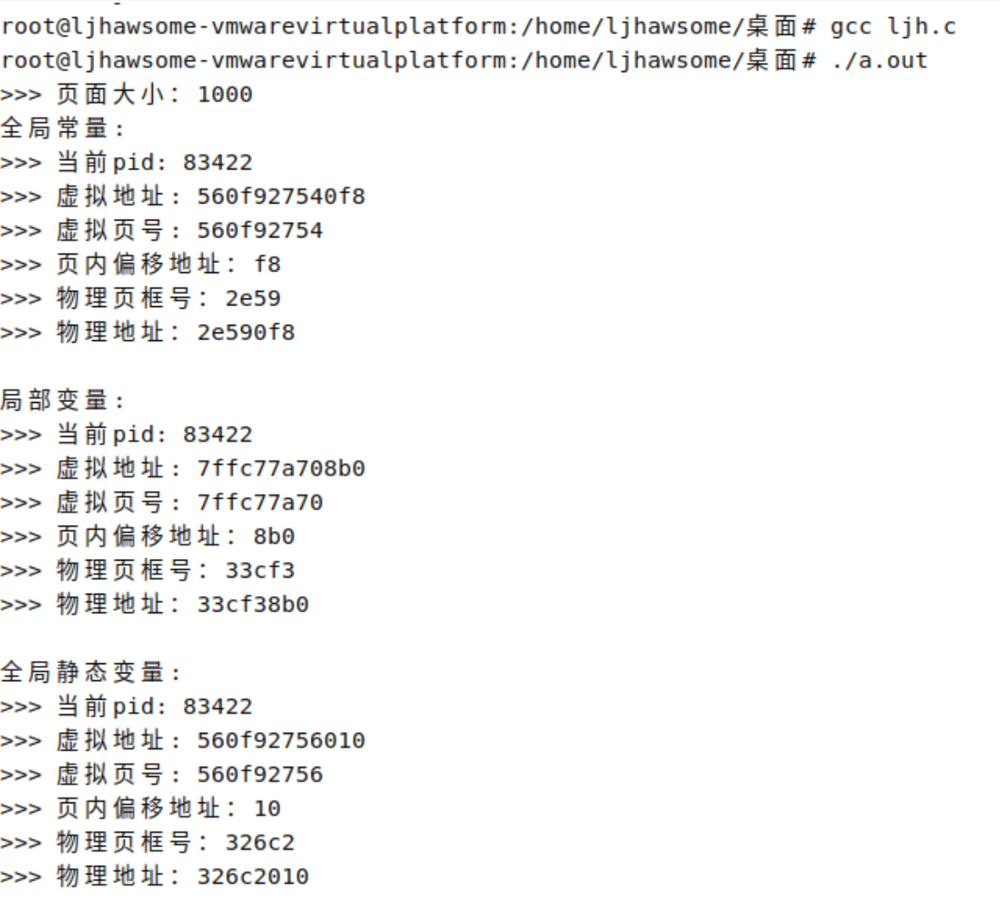 root@ljhawsome-vmwarevirtualplatform:/home/ljhawsome/桌面# gcc ljh.c
root@ljhawsome-vmwarevirtualplatform:/home/ljhawsome/桌面# ./a.out
>>> 页面大小: 1000
全局常量:
>>> 当前pid: 83422
>>> 虚拟地址: 560f927540f8
>>> 虚拟页号: 560f92754
>>> 页内偏移地址: f8
>>> 物理页框号: 2e59
>>> 物理地址: 2e590f8
局部变量:
>>> 当前pid: 83422
>>> 虚拟地址: 7ffc77a708b0
>>> 虚拟页号: 7ffc77a70
>>> 页内偏移地址: 8b0
>>> 物理页框号: 33cf3
>>> 物理地址: 33cf38b0
全局静态变量:
>>> 当前pid: 83422
>>> 虚拟地址: 560f92756010
>>> 虚拟页号: 560f92756
>>> 页内偏移地址: 10
>>> 物理页框号: 326c2
>>> 物理地址: 326c2010